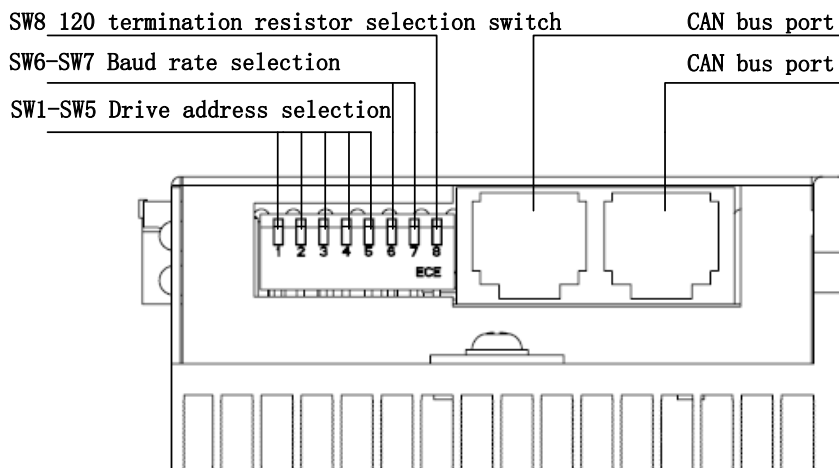 SW8 120 termination resistor selection switch
CAN bus port
SW6-SW7 Baud rate selection
CAN bus port
SW1-SW5 Drive address selection
1 2 3 4 5 6 7 8
ECE